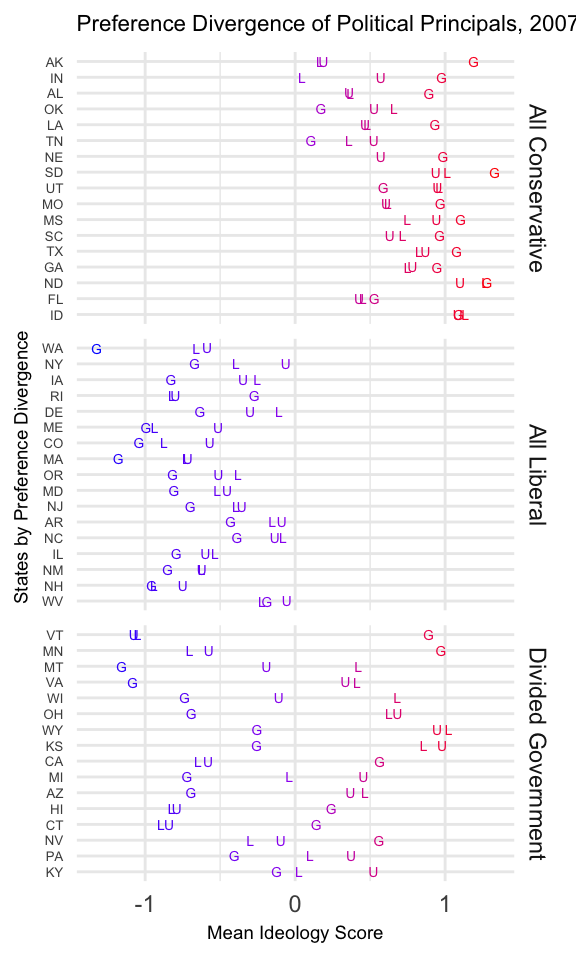 Preference Divergence of Political Principals, 2007
All Conservative
AK L U G
IN L U G
AL U L G
OK G U L
LA L U G
TN G L U
NE U G
SD U L G
UT G U L
MO U L G
MS L U G
SC U L G
TX L U G
GA L U G
ND U L G
FL U L G
ID U G L
States by Preference Divergence
All Liberal
WA G L U
NY G L U
IA G U L
RI L U G
DE G U L
ME G L U
CO G L U
MA G L U
OR G U L
MD G L U
NJ G L U
AR G L U
NC G U L
IL G U L
NM G L U
NH G L U
WV L G U
Divided Government
VT U L G
MN L U G
MT G U L
VA G U L
WI G U L
OH G L U
WY G U L
KS G L U
CA L U G
MI G L U
AZ G U L
HI L U G
CT L U G
NV L U G
PA G L U
KY G L U
-1 0 1
Mean Ideology Score